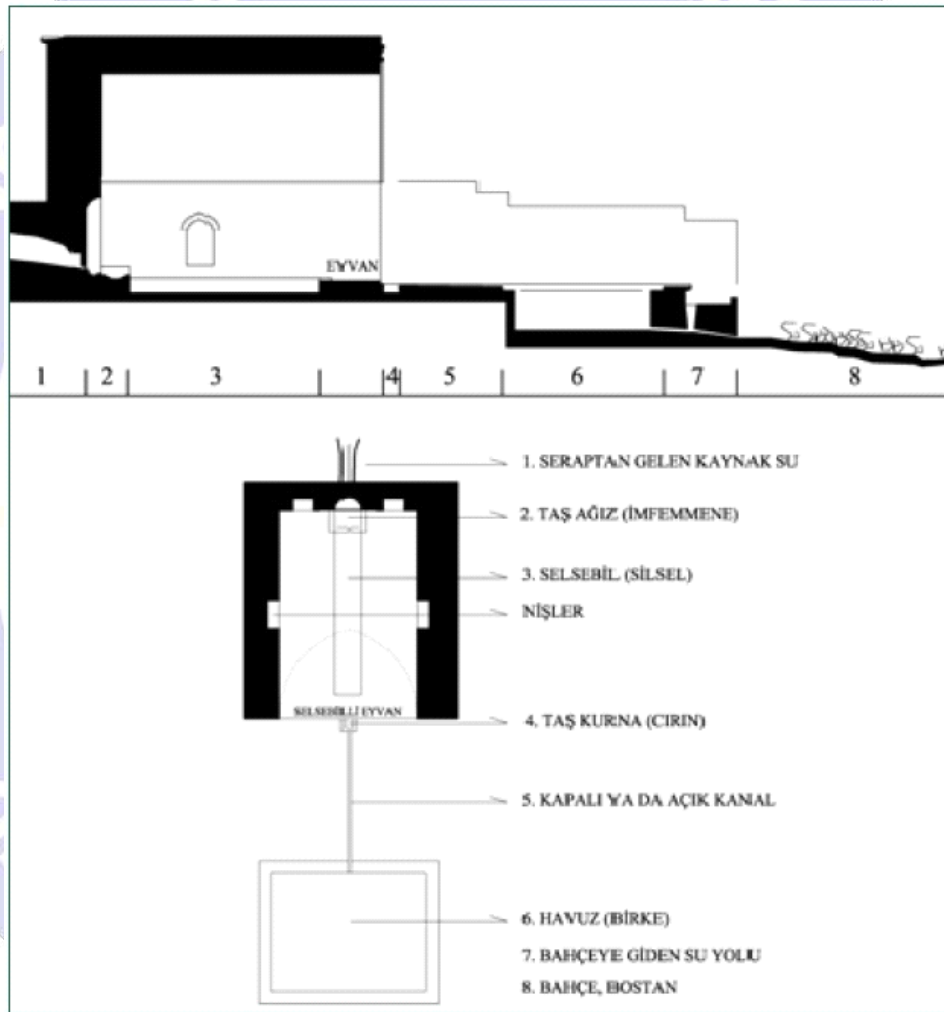 EYVAN
1 2 3 4 5 6 7 8
1. SERAPTAN GELEN KAYNAK SU
2. TAŞ AĞIZ (İMFEMMENE)
3. SELSEBİL (SİLSEL)
NİŞLER
SELSEBİLLİ EYVAN
4. TAŞ KURNA (CIRIN)
5. KAPALI YA DA AÇIK KANAL
6. HAVUZ (BİRKE)
7. BAHÇEYE GİDEN SU YOLU
8. BAHÇE, BOSTAN